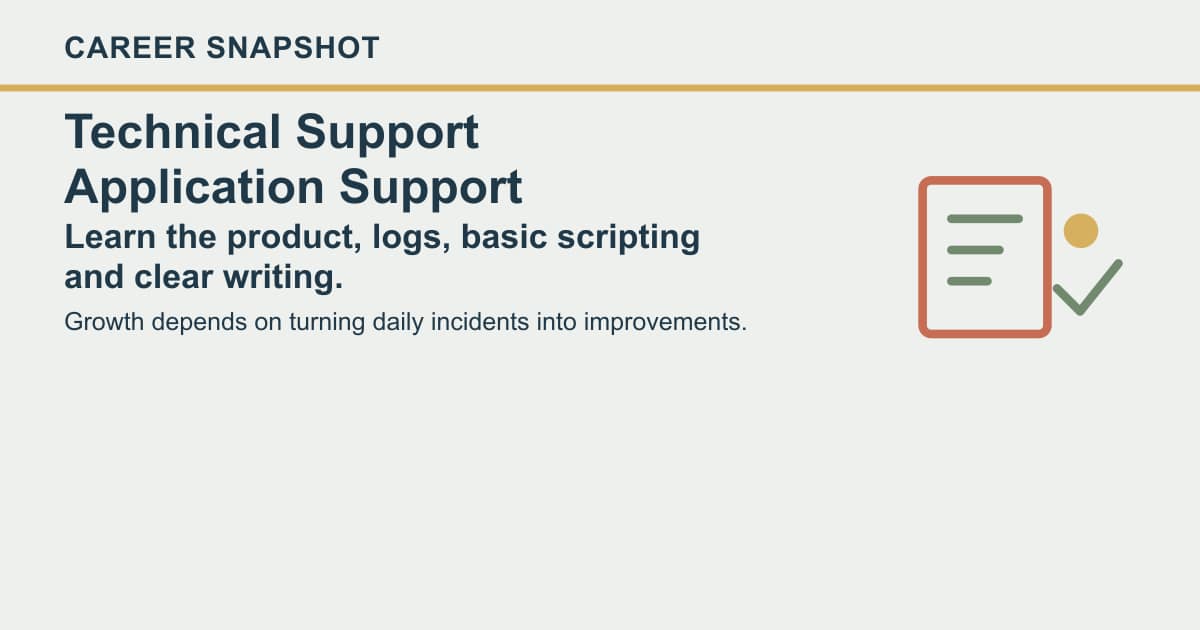 CAREER SNAPSHOT
Technical Support
Application Support
Learn the product, logs, basic scripting
and clear writing.
Growth depends on turning daily incidents into improvements.